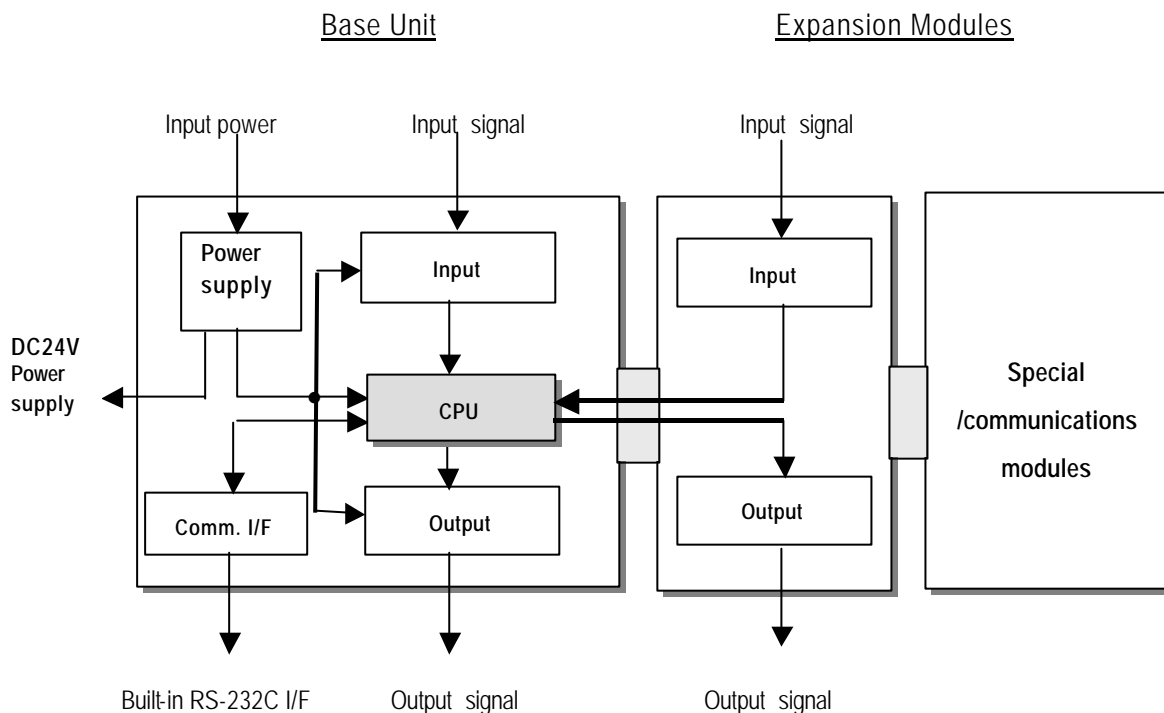 Base Unit
Expansion Modules
Input power
Input signal
Input signal
Power
supply
Input
Input
DC24V
Power
supply
CPU
Special
/communications
modules
Comm. I/F
Output
Output
Built-in RS-232C I/F
Output signal
Output signal